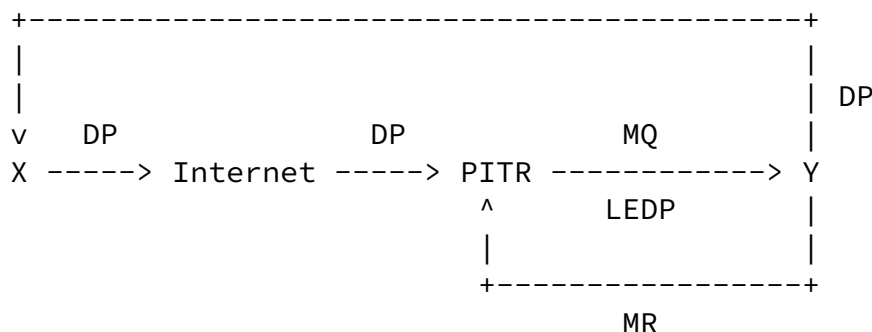 DP
v DP DP MQ
X -----> Internet -----> PITR ------------> Y
^ LEDP
MR